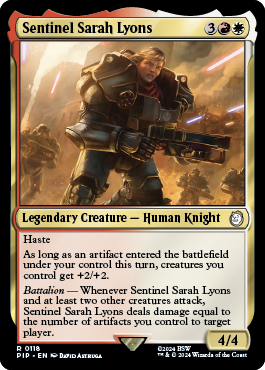 Sentinel Sarah Lyons 3
Legendary Creature — Human Knight
Haste
As long as an artifact entered the battlefield
under your control this turn, creatures you
control get +2/+2.
Battalion — Whenever Sentinel Sarah Lyons
and at least two other creatures attack,
Sentinel Sarah Lyons deals damage equal
to the number of artifacts you control to target
player.
4/4
R 0118
PIP • EN DAVID ASTRUGA
©2024 BSW
™ & © 2024 Wizards of the Coast